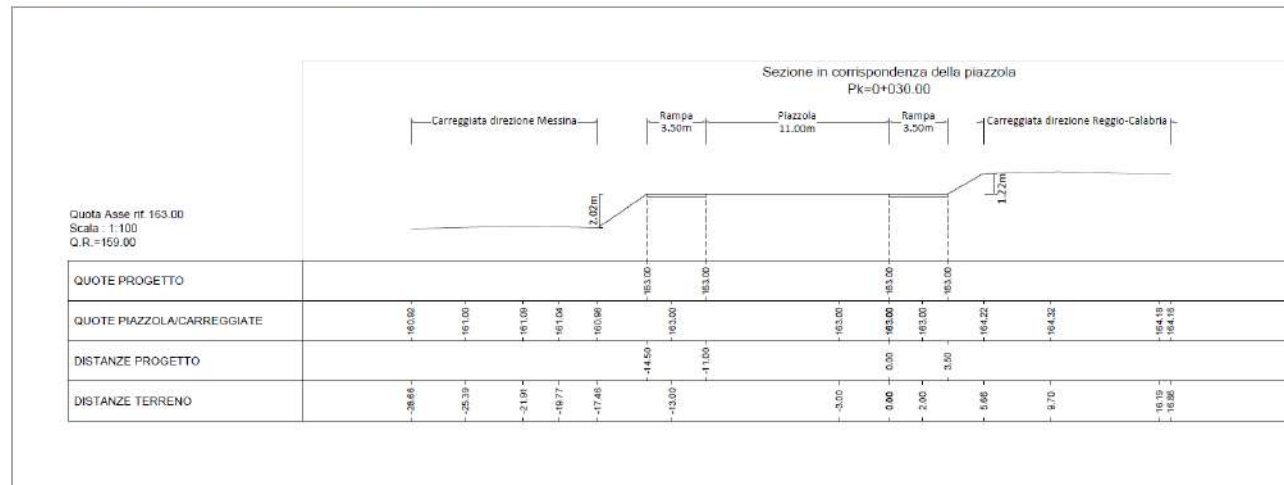 Sezione in corrispondenza della piazzola
Pk=0+030.00
Carreggiata direzione Messina
Rampa
3.50m
Piazzola
11.00m
Rampa
3.50m
Carreggiata direzione Reggio-Calabria
2.02m
1.22m
Quota Asse rif. 163.00
Scala : 1:100
Q.R.=159.00
QUOTE PROGETTO
163.00 163.00 163.00 163.00
QUOTE PIAZZOLA/CARREGGIATE
160.92 161.00 161.09 161.04 160.98 163.00 163.00 163.00 163.00 164.22 164.32 164.18 164.16
DISTANZE PROGETTO
-14.50 -11.00 0.00 3.50
DISTANZE TERRENO
-28.66 -25.39 -21.91 -19.77 -17.46 -13.00 -3.00 0.00 2.00 5.66 9.70 16.19 16.86